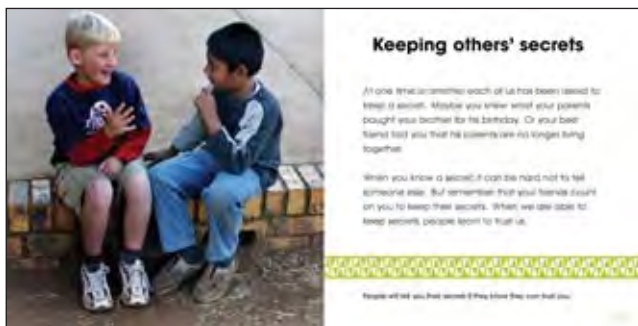 Keeping others' secrets
At one time or another each of us has been asked to
keep a secret. Maybe you knew what your parents
bought your brother for his birthday. Or your best
friend told you that his parents are no longer living
together.
When you know a secret it can be hard not to tell
someone else. But remember that your friends count
on you to keep their secrets. When we are able to
keep secrets, people learn to trust us.
People will tell you their secrets if they know they can trust you.